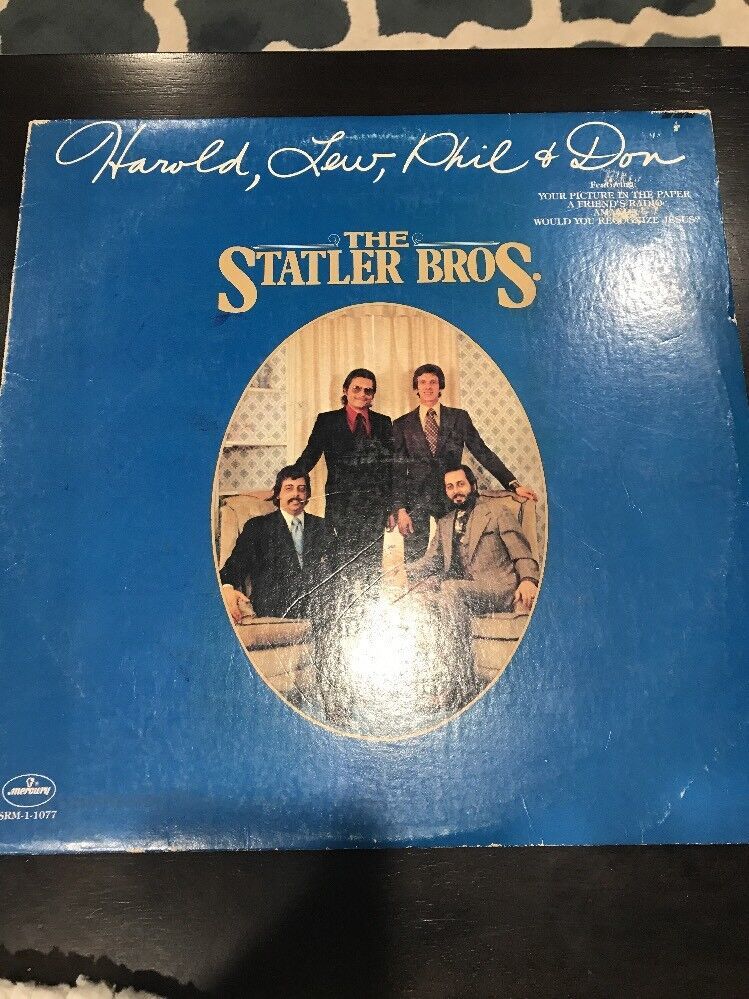 Harold, Lew, Phil & Don
Featuring:
YOUR PICTURE IN THE PAPER
A FRIEND'S RADIO
WOULD YOU RECOGNIZE JESUS?
THE
STATLER BROS.
mercury
SRM-1-1077